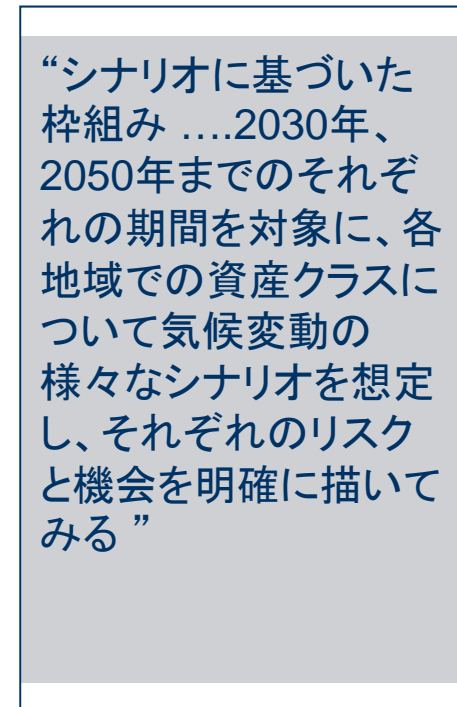 “シナリオに基づいた
枠組み ….2030年、
2050年までのそれぞ
れの期間を対象に、各
地域での資産クラスに
ついて気候変動の
様々なシナリオを想定
し、それぞれのリスク
と機会を明確に描いて
みる ”